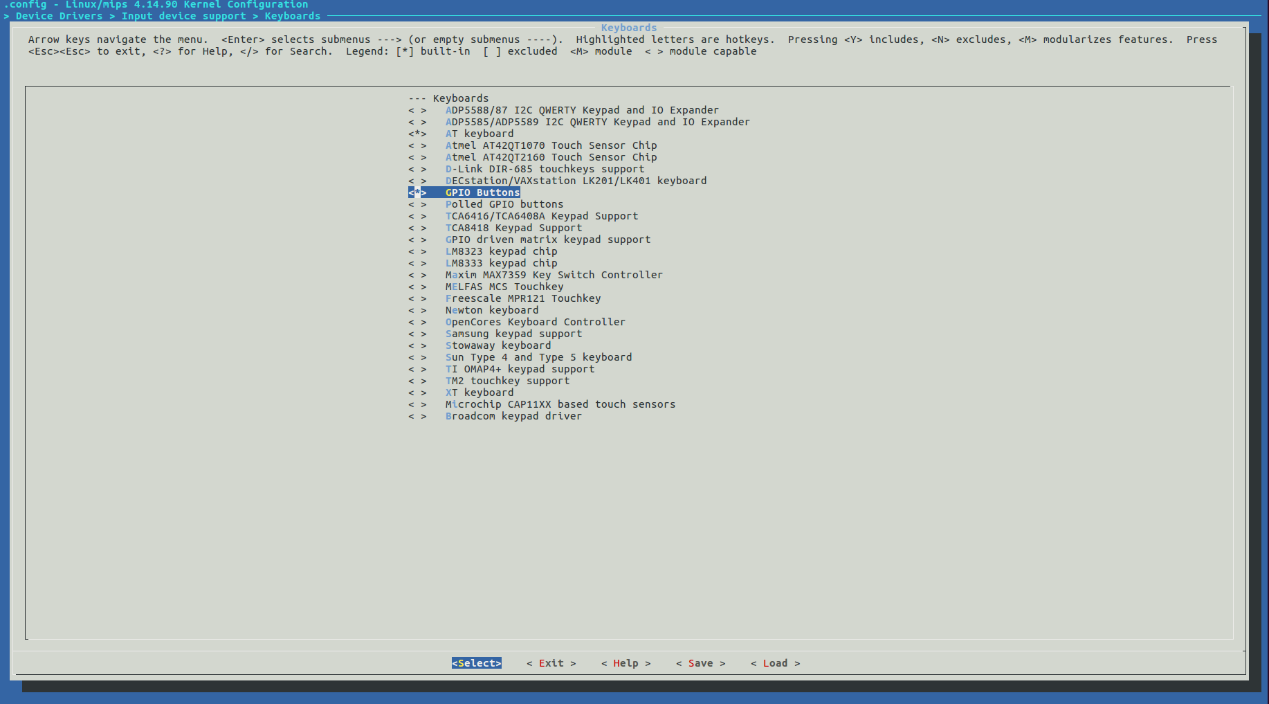 .config - Linux/mips 4.14.90 Kernel Configuration
> Device Drivers > Input device support > Keyboards
Keyboards
Arrow keys navigate the menu.  <Enter> selects submenus ---> (or empty submenus ----).  Highlighted letters are hotkeys.  Pressing <Y> includes, <N> excludes, <M> modularizes features.  Press
<Esc><Esc> to exit, <?> for Help, </> for Search.  Legend: [*] built-in  [ ] excluded  <M> module  < > module capable
--- Keyboards
< >   ADP5588/87 I2C QWERTY Keypad and IO Expander
< >   ADP5585/ADP5589 I2C QWERTY Keypad and IO Expander
<*>   AT keyboard
< >   Atmel AT42QT1070 Touch Sensor Chip
< >   Atmel AT42QT2160 Touch Sensor Chip
< >   D-Link DIR-685 touchkeys support
< >   DECstation/VAXstation LK201/LK401 keyboard
<*>   GPIO Buttons
< >   Polled GPIO buttons
< >   TCA6416/TCA6408A Keypad Support
< >   TCA8418 Keypad Support
< >   GPIO driven matrix keypad support
< >   LM8323 keypad chip
< >   LM8333 keypad chip
< >   Maxim MAX7359 Key Switch Controller
< >   MELFAS MCS Touchkey
< >   Freescale MPR121 Touchkey
< >   Newton keyboard
< >   OpenCores Keyboard Controller
< >   Samsung keypad support
< >   Stowaway keyboard
< >   Sun Type 4 and Type 5 keyboard
< >   TI OMAP4+ keypad support
< >   TM2 touchkey support
< >   XT keyboard
< >   Microchip CAP11XX based touch sensors
< >   Broadcom keypad driver
<Select>    < Exit >    < Help >    < Save >    < Load >